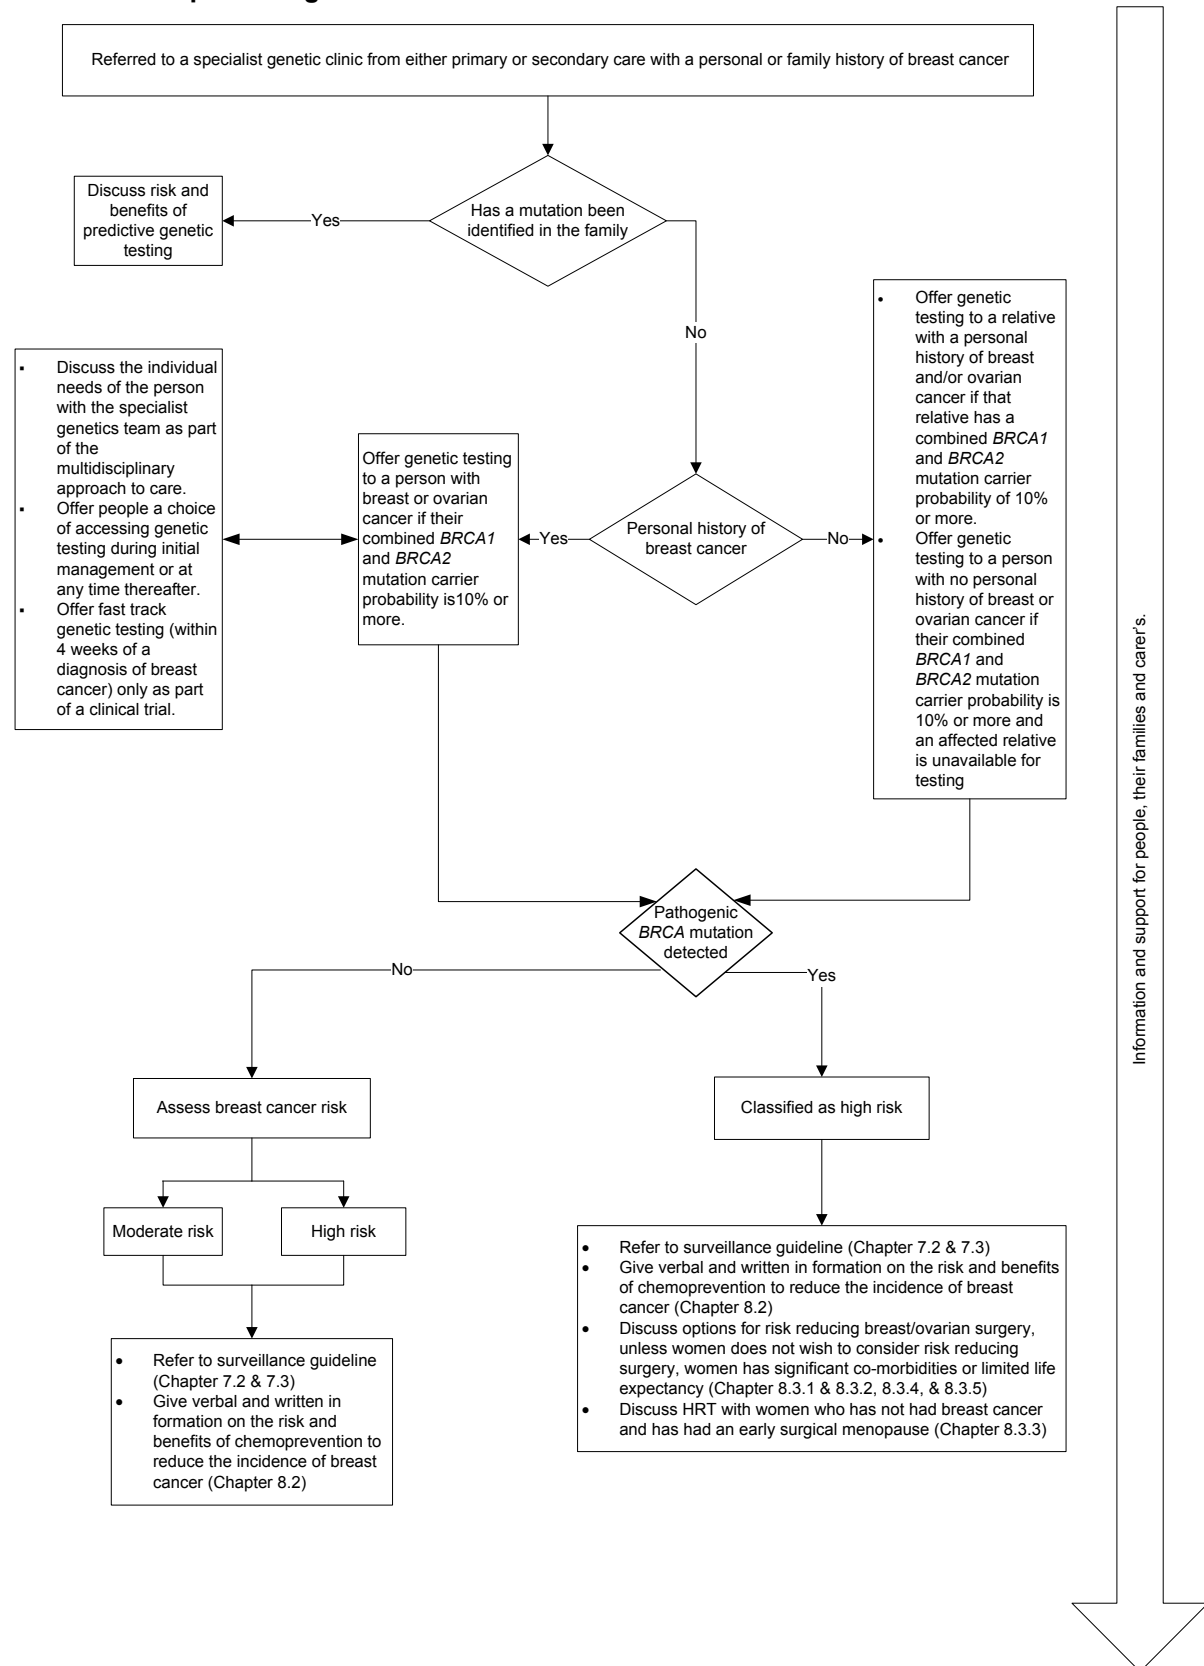 Referred to a specialist genetic clinic from either primary or secondary care with a personal or family history of breast cancer
Has a mutation been
identified in the family
Yes
Discuss risk and
benefits of
predictive genetic
testing
No
Personal history of
breast cancer
Yes
Offer genetic testing
to a person with
breast or ovarian
cancer if their
combined BRCA1
and BRCA2
mutation carrier
probability is10% or
more.
▪ Discuss the individual
needs of the person
with the specialist
genetics team as part
of the
multidisciplinary
approach to care.
▪ Offer people a choice
of accessing genetic
testing during initial
management or at
any time thereafter.
▪ Offer fast track
genetic testing (within
4 weeks of a
diagnosis of breast
cancer) only as part
of a clinical trial.
No
• Offer genetic
testing to a relative
with a personal
history of breast
and/or ovarian
cancer if that
relative has a
combined BRCA1
and BRCA2
mutation carrier
probability of 10%
or more.
• Offer genetic
testing to a person
with no personal
history of breast or
ovarian cancer if
their combined
BRCA1 and
BRCA2 mutation
carrier probability is
10% or more and
an affected relative
is unavailable for
testing
Pathogenic
BRCA mutation
detected
No
Yes
Assess breast cancer risk
Classified as high risk
Moderate risk
High risk
• Refer to surveillance guideline
(Chapter 7.2 & 7.3)
• Give verbal and written in
formation on the risk and
benefits of chemoprevention to
reduce the incidence of breast
cancer (Chapter 8.2)
• Refer to surveillance guideline (Chapter 7.2 & 7.3)
• Give verbal and written in formation on the risk and benefits
of chemoprevention to reduce the incidence of breast
cancer (Chapter 8.2)
• Discuss options for risk reducing breast/ovarian surgery,
unless women does not wish to consider risk reducing
surgery, women has significant co-morbidities or limited life
expectancy (Chapter 8.3.1 & 8.3.2, 8.3.4, & 8.3.5)
• Discuss HRT with women who has not had breast cancer
and has had an early surgical menopause (Chapter 8.3.3)
Information and support for people, their families and carer's.